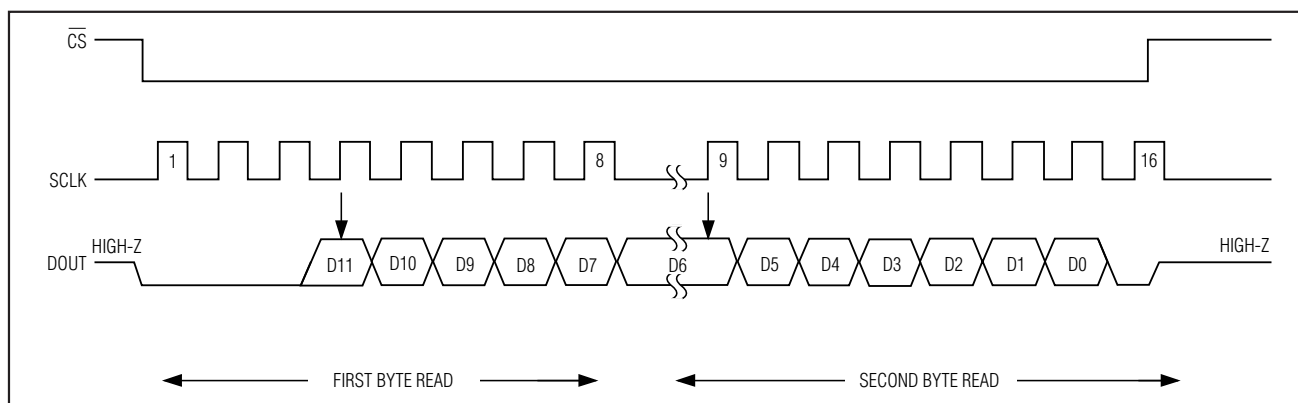 CS
1 8 9 16
SCLK
HIGH-Z HIGH-Z
DOUT D11 D10 D9 D8 D7 D6 D5 D4 D3 D2 D1 D0
FIRST BYTE READ SECOND BYTE READ